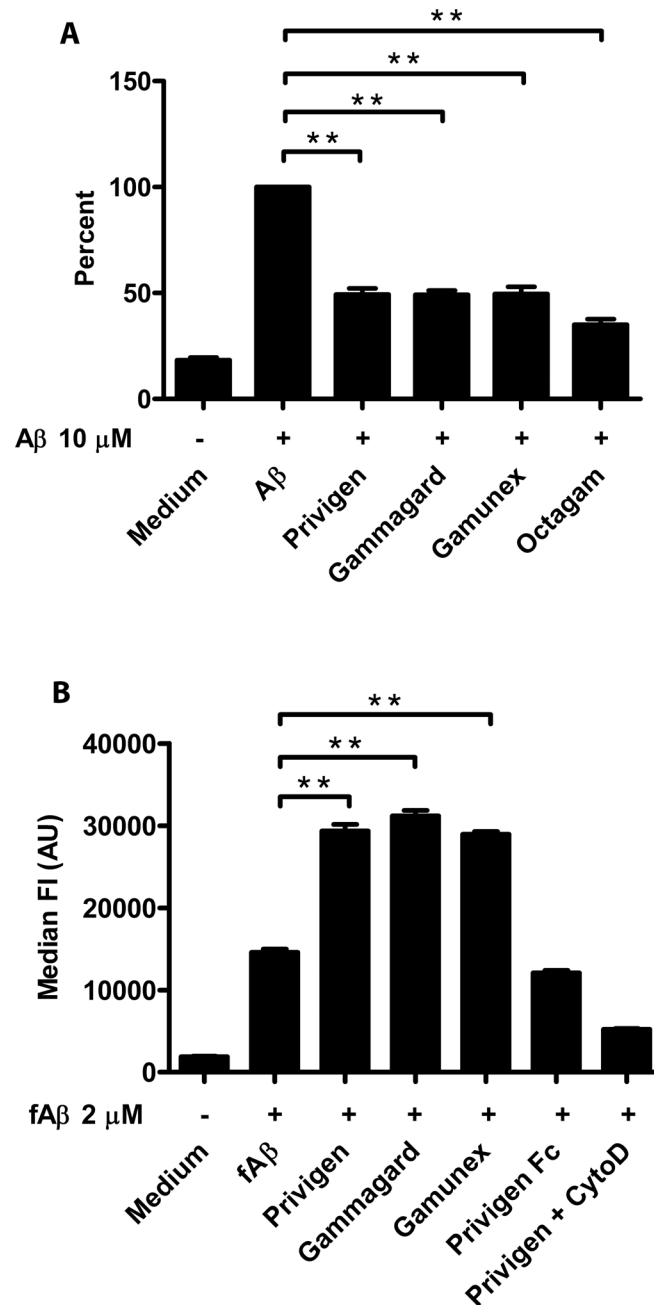 A
**
**
**
**
150
100
50
0
Percent
Aβ 10 μM - + + + + +
Medium
Aβ
Privigen
Gammagard
Gamunex
Octagam
B
**
**
**
40000
30000
20000
10000
0
Median FI (AU)
fAβ 2 μM - + + + + + +
Medium
fAβ
Privigen
Gammagard
Gamunex
Privigen Fc
Privigen + CytoD